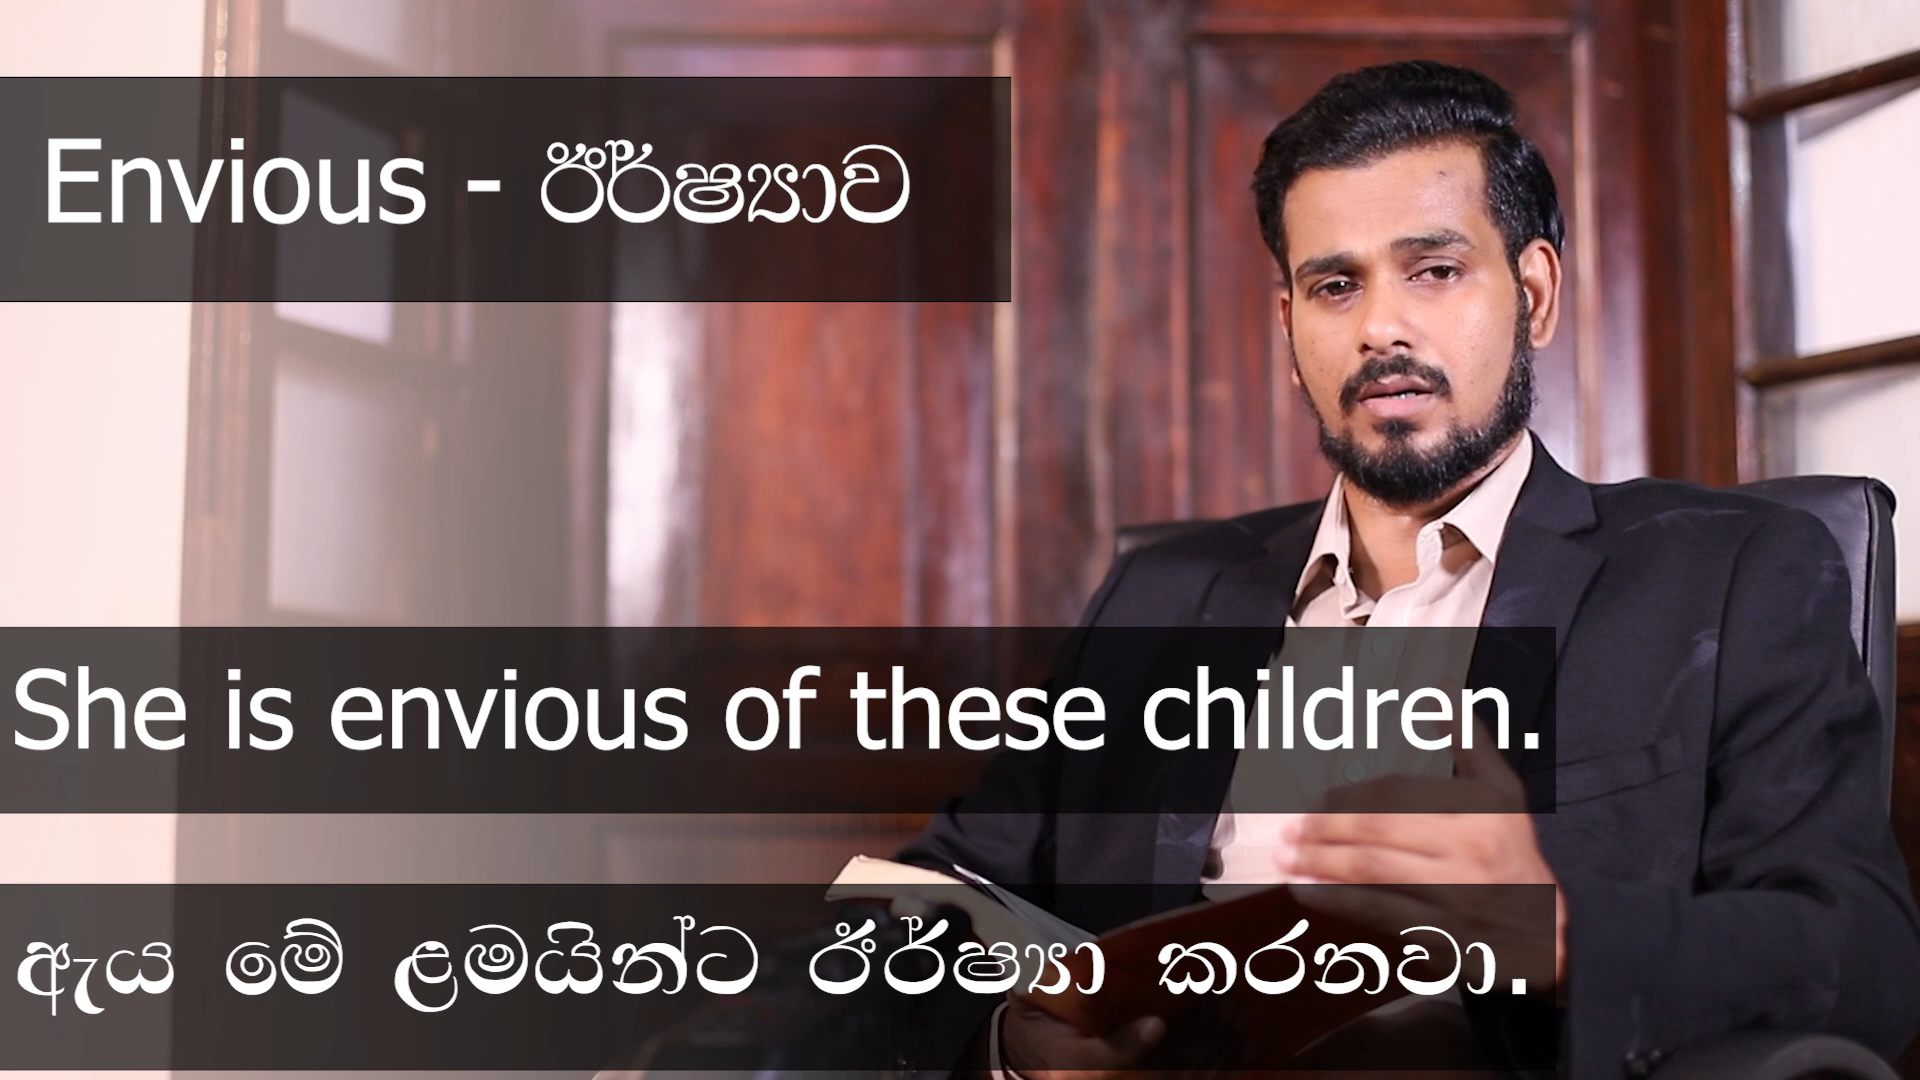 Envious - ඊර්ෂ්‍යාව
She is envious of these children.
ඇය මේ ළමයින්ට ඊර්ෂ්‍යා කරනවා.